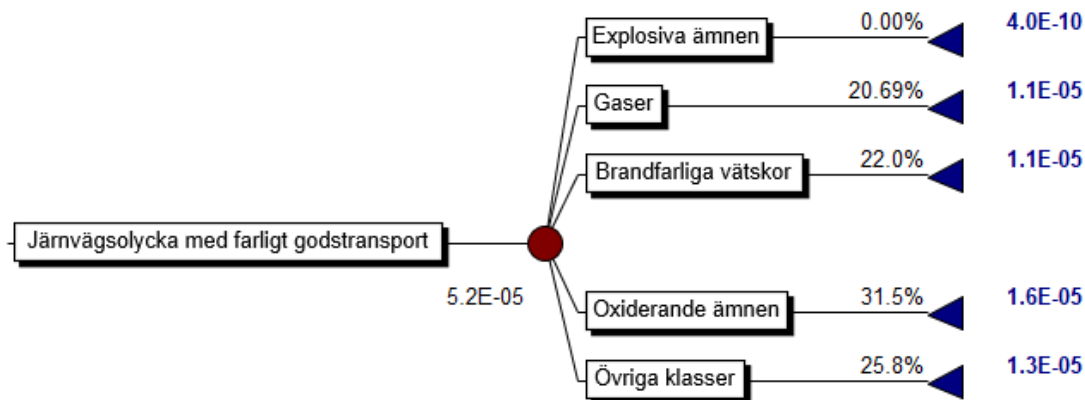 Explosiva ämnen 0.00% 4.0E-10
Gaser 20.69% 1.1E-05
Brandfarliga vätskor 22.0% 1.1E-05
Järnvägsolycka med farligt godstransport
5.2E-05
Oxiderande ämnen 31.5% 1.6E-05
Övriga klasser 25.8% 1.3E-05